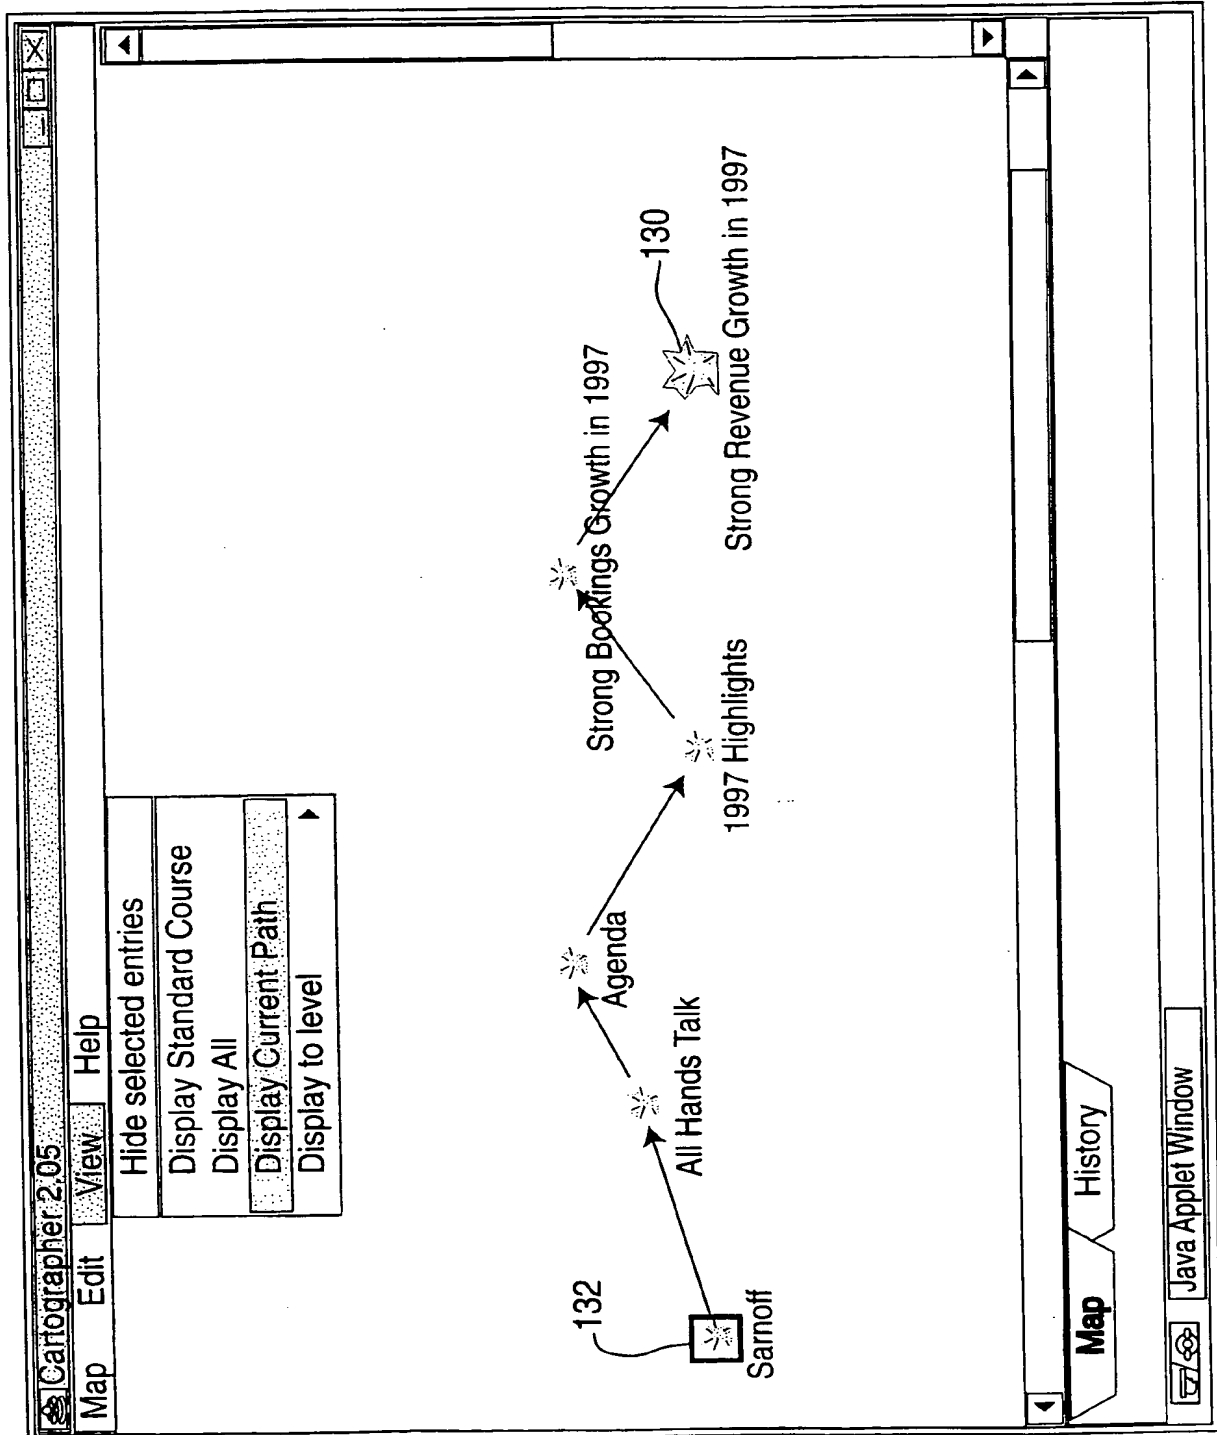 Cartographer 2.05
Map Edit View Help
Hide selected entries
Display Standard Course
Display All
Display Current Path
Display to level
132
Sarnoff
All Hands Talk
Agenda
1997 Highlights
Strong Bookings Growth in 1997
130
Strong Revenue Growth in 1997
Map History
Java Applet Window